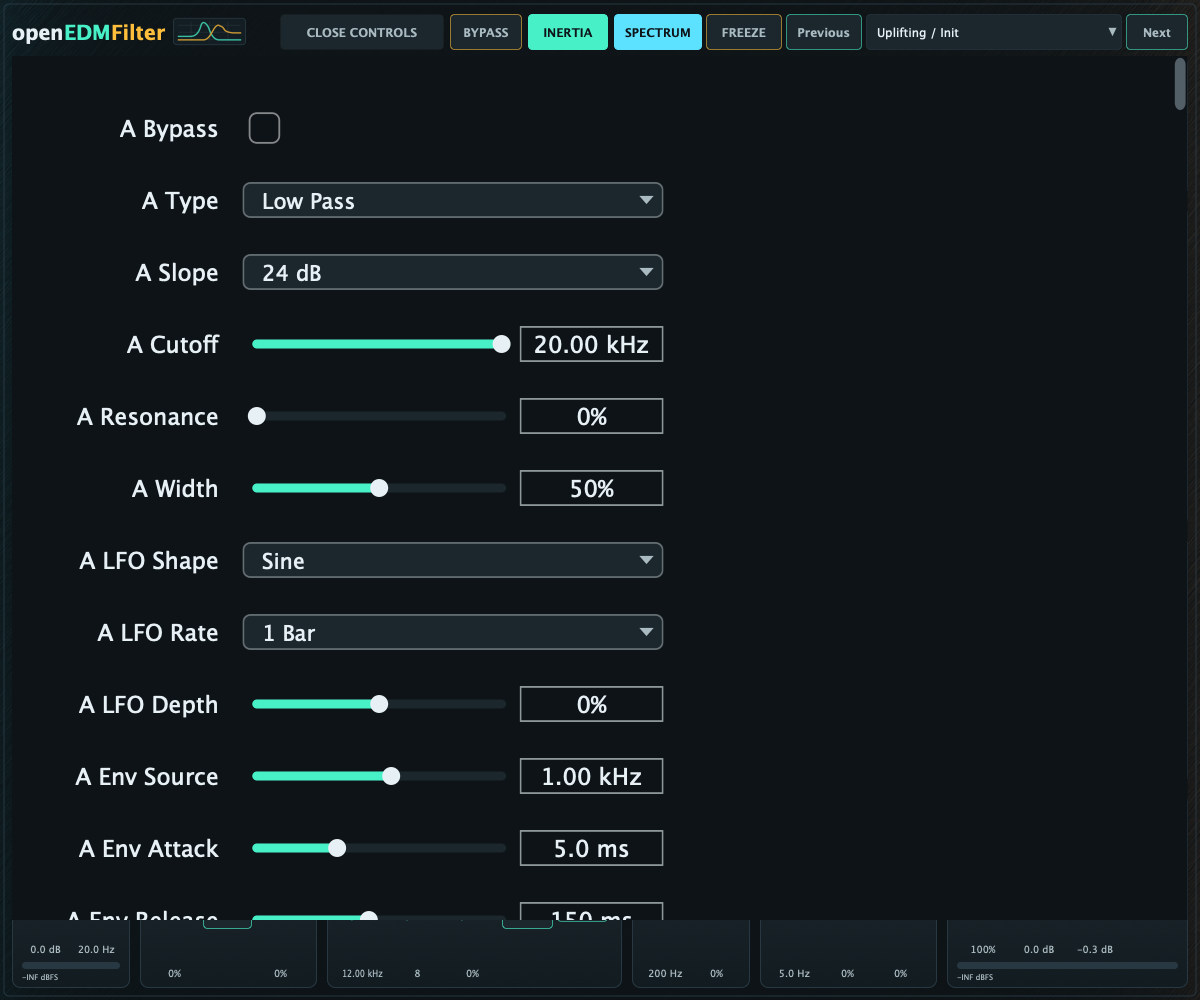 openEDMFilter CLOSE CONTROLS BYPASS INERTIA SPECTRUM FREEZE Previous Uplifting / Init Next
A Bypass
A Type Low Pass
A Slope 24 dB
A Cutoff 20.00 kHz
A Resonance 0%
A Width 50%
A LFO Shape Sine
A LFO Rate 1 Bar
A LFO Depth 0%
A Env Source 1.00 kHz
A Env Attack 5.0 ms
A Env Release 150 ms
0.0 dB 20.0 Hz 100% 0.0 dB -0.3 dB
0% 0% 12.00 kHz 8 0% 200 Hz 0% 5.0 Hz 0% 0%
-INF dBFS -INF dBFS